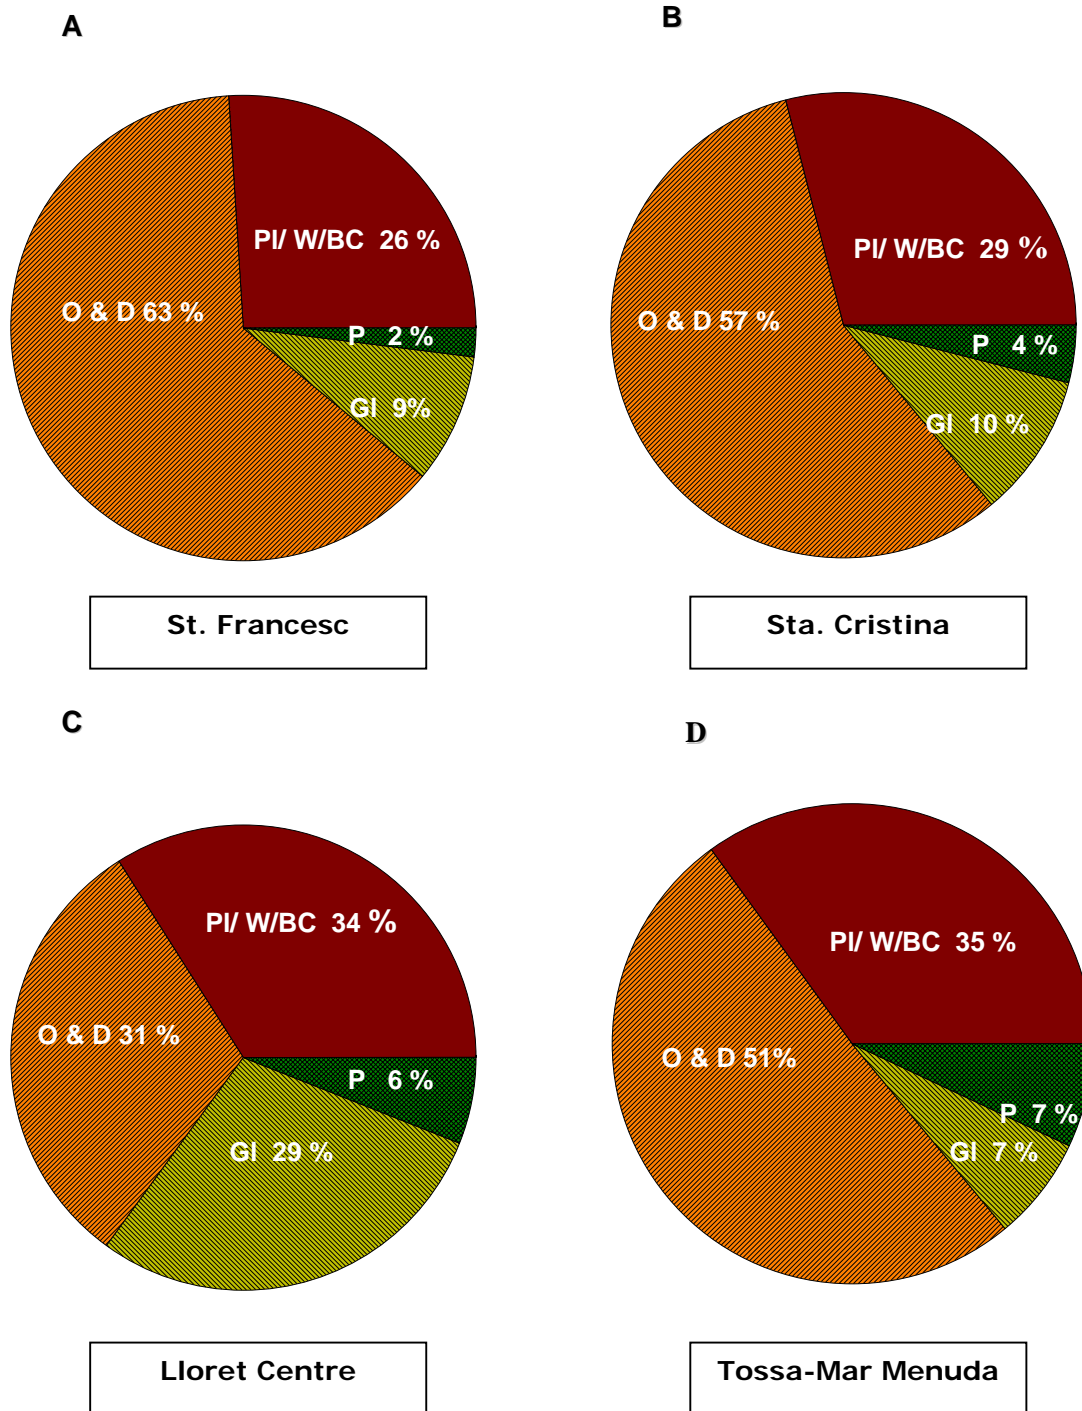 A
PI/ W/BC 26 %
O & D 63 %
P 2 %
GI 9%
St. Francesc
B
PI/ W/BC 29 %
O & D 57 %
P 4 %
GI 10 %
Sta. Cristina
C
PI/ W/BC 34 %
O & D 31 %
P 6 %
GI 29 %
Lloret Centre
D
PI/ W/BC 35 %
O & D 51%
P 7 %
GI 7 %
Tossa-Mar Menuda